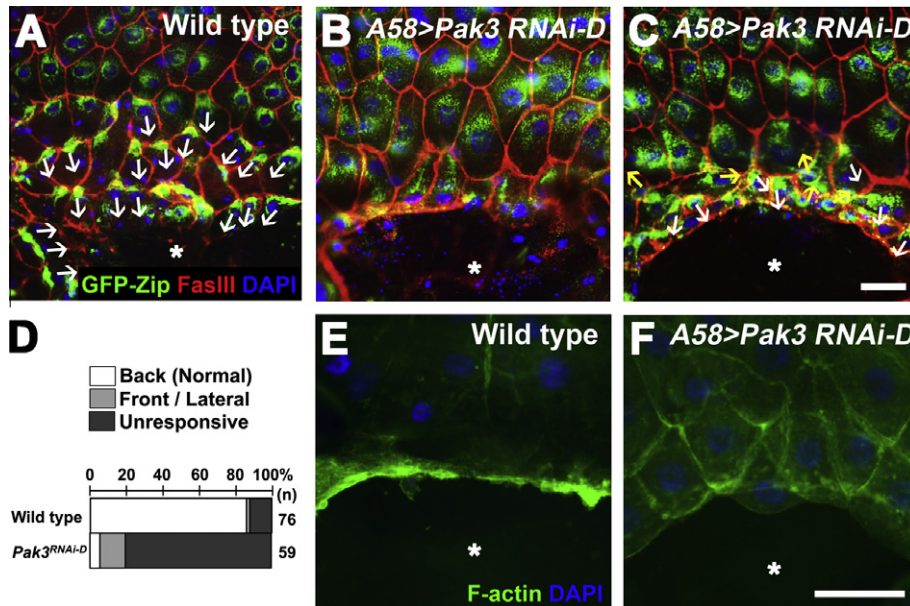 A Wild type
GFP-Zip FasIII DAPI
*
B A58>Pak3 RNAi-D
*
C A58>Pak3 RNAi-D
*
D
Back (Normal)
Front / Lateral
Unresponsive
0 20 40 60 80 100%
(n)
Wild type 76
Pak3RNAi-D 59
E Wild type
*
F-actin DAPI
F A58>Pak3 RNAi-D
*